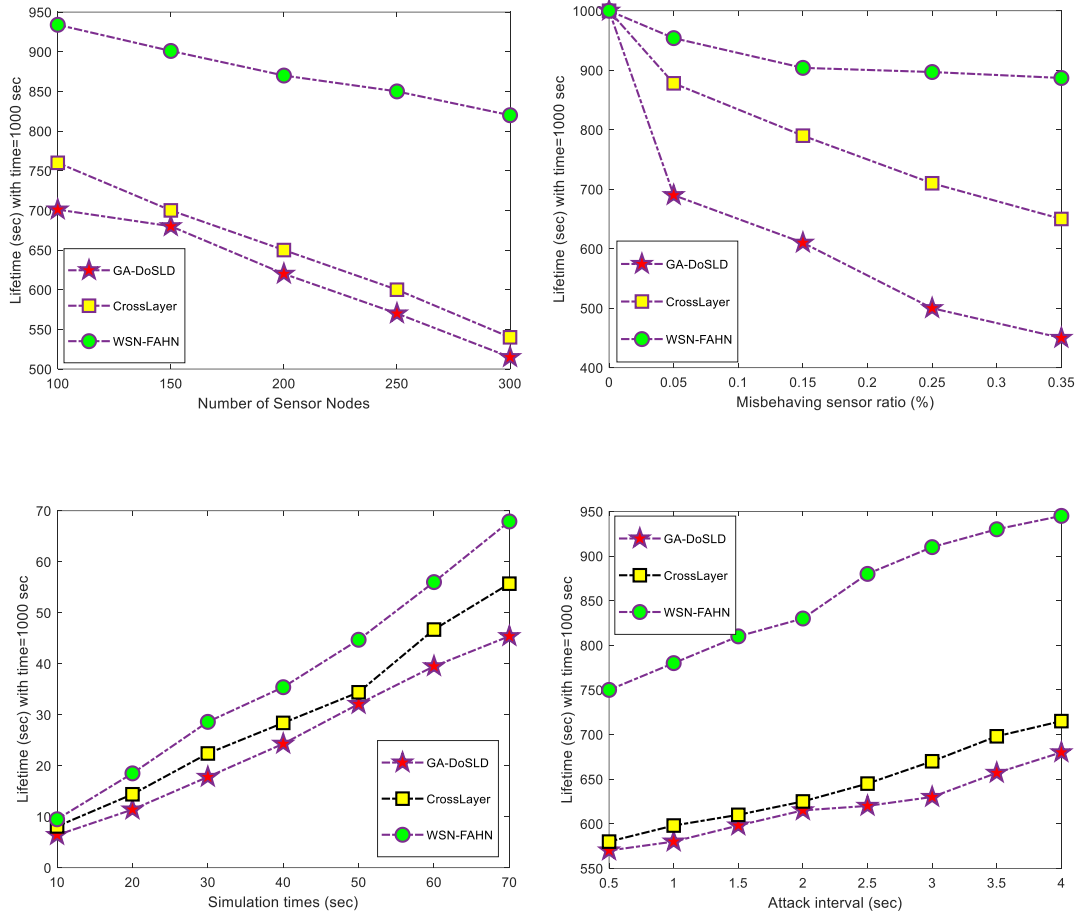 Lifetime (sec) with time=1000 sec
950
900
850
800
750
700
650
600
550
500
GA-DoSLD
CrossLayer
WSN-FAHN
100 150 200 250 300
Number of Sensor Nodes
Lifetime (sec) with time=1000 sec
1000
900
800
700
600
500
400
GA-DoSLD
CrossLayer
WSN-FAHN
0 0.05 0.1 0.15 0.2 0.25 0.3 0.35
Misbehaving sensor ratio (%)
Lifetime (sec) with time=1000 sec
70
60
50
40
30
20
10
0
GA-DoSLD
CrossLayer
WSN-FAHN
10 20 30 40 50 60 70
Simulation times (sec)
Lifetime (sec) with time=1000 sec
950
900
850
800
750
700
650
600
550
GA-DoSLD
CrossLayer
WSN-FAHN
0.5 1 1.5 2 2.5 3 3.5 4
Attack interval (sec)